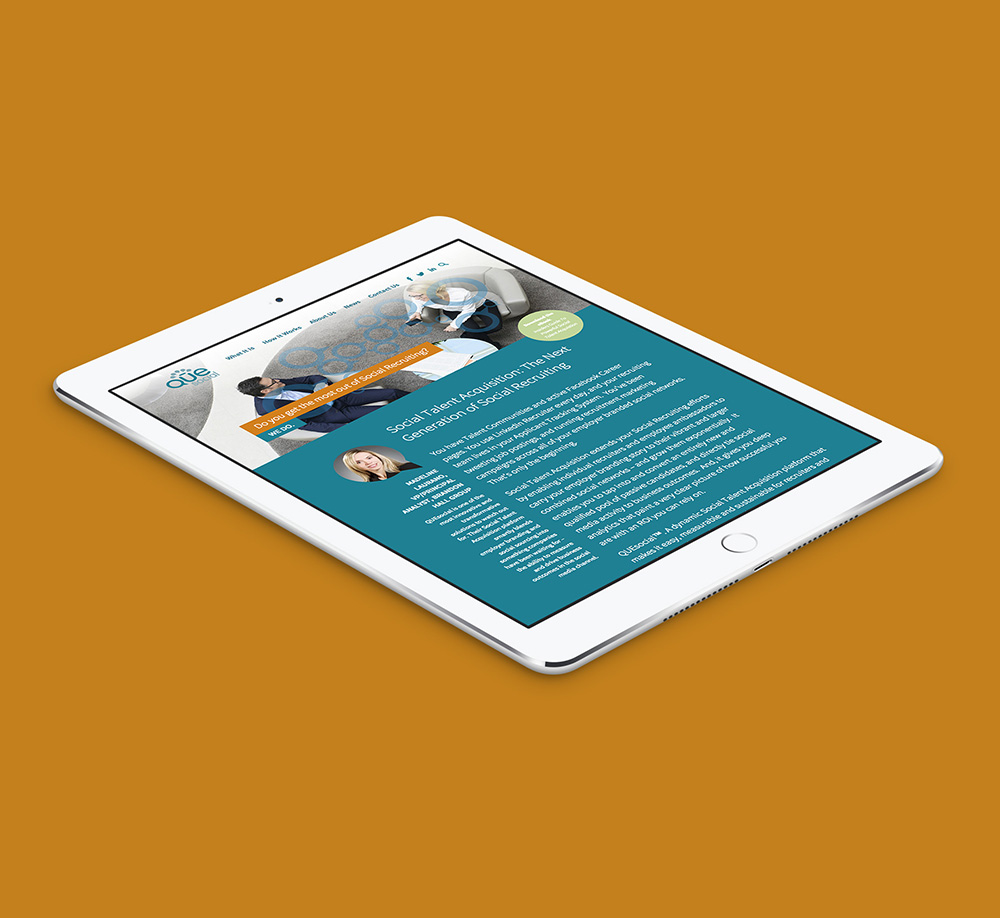 QUE
social
What It Is How It Works About Us News Contact Us
Do you get the most out of Social Recruiting?
WE DO.
Social Talent Acquisition: The Next
Generation of Social Recruiting
You have Talent Communities and active Facebook Career
pages. You use LinkedIn Recruiter every day, and your recruiting
team lives in your Applicant Tracking System. You've been
tweeting job postings, and running recruitment marketing
campaigns across all of your employer branded social networks.
That's only the beginning.
Social Talent Acquisition extends your Social Recruiting efforts
by enabling individual recruiters and employee ambassadors to
carry your employer branding story to their vibrant and larger
combined social networks - and grow them exponentially. It
enables you to tap into and convert an entirely new and
qualified pool of passive candidates, and directly tie social
media activity to business outcomes. And, it gives you deep
analytics that paint a very clear picture of how successful you
are with an ROI you can rely on.
QUEsocial™ - A dynamic Social Talent Acquisition platform that
makes it easy, measurable and sustainable for recruiters and
MADELINE
LAURANO,
VP/PRINCIPAL
ANALYST, BRANDON
HALL GROUP
QUEsocial is one of the
most innovative and
transformative
solutions to watch out
for. Their Social Talent
Acquisition platform
smartly blends
employer branding and
social sourcing into
something companies
have been waiting for -
the ability to measure
and drive business
outcomes in the social
media channel.